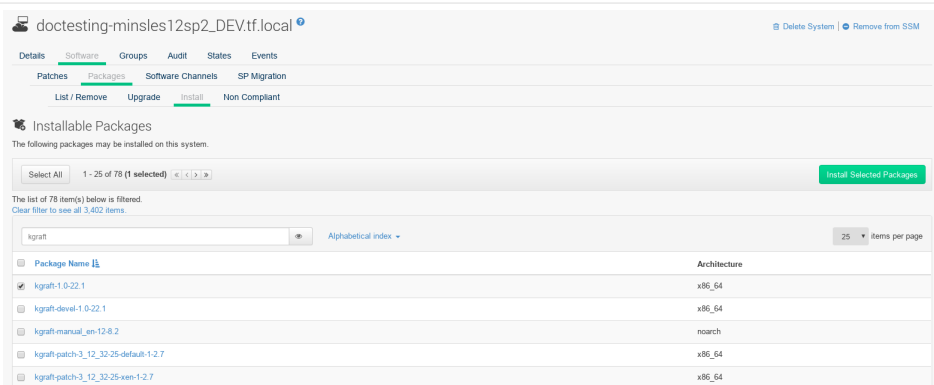 doctesting-minsles12sp2_DEV.tf.local ?
Delete System | Remove from SSM
Details Software Groups Audit States Events
Patches Packages Software Channels SP Migration
List / Remove Upgrade Install Non Compliant
Installable Packages
The following packages may be installed on this system.
Select All 1 - 25 of 78 (1 selected) « < > » Install Selected Packages
The list of 78 item(s) below is filtered.
Clear filter to see all 3,402 items.
kgraft Alphabetical index 25 items per page
Package Name Architecture
kgraft-1.0-22.1 x86_64
kgraft-devel-1.0-22.1 x86_64
kgraft-manual_en-12-8.2 noarch
kgraft-patch-3_12_32-25-default-1-2.7 x86_64
kgraft-patch-3_12_32-25-xen-1-2.7 x86_64